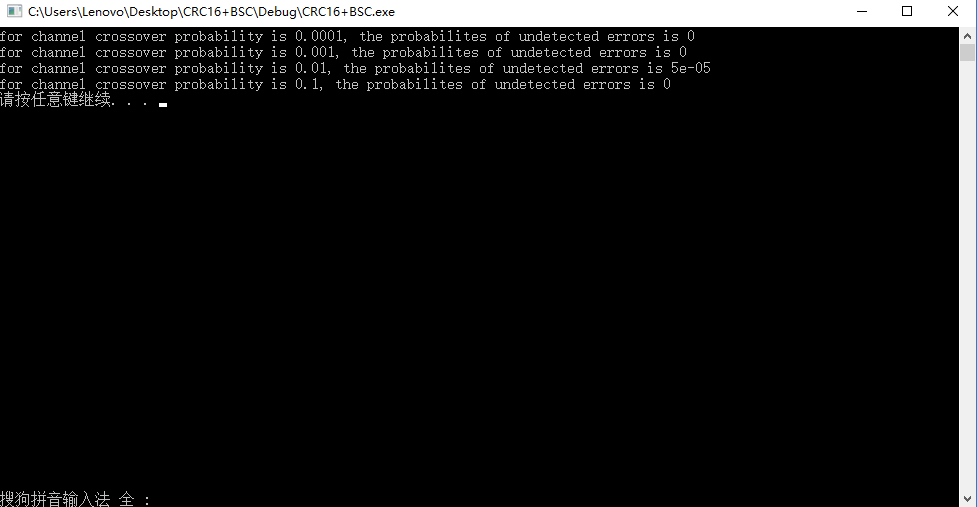 C:\Users\Lenovo\Desktop\CRC16+BSC\Debug\CRC16+BSC.exe
for channel crossover probability is 0.0001, the probabilites of undetected errors is 0
for channel crossover probability is 0.001, the probabilites of undetected errors is 0
for channel crossover probability is 0.01, the probabilites of undetected errors is 5e-05
for channel crossover probability is 0.1, the probabilites of undetected errors is 0
请按任意键继续. . .
搜狗拼音输入法 全 :